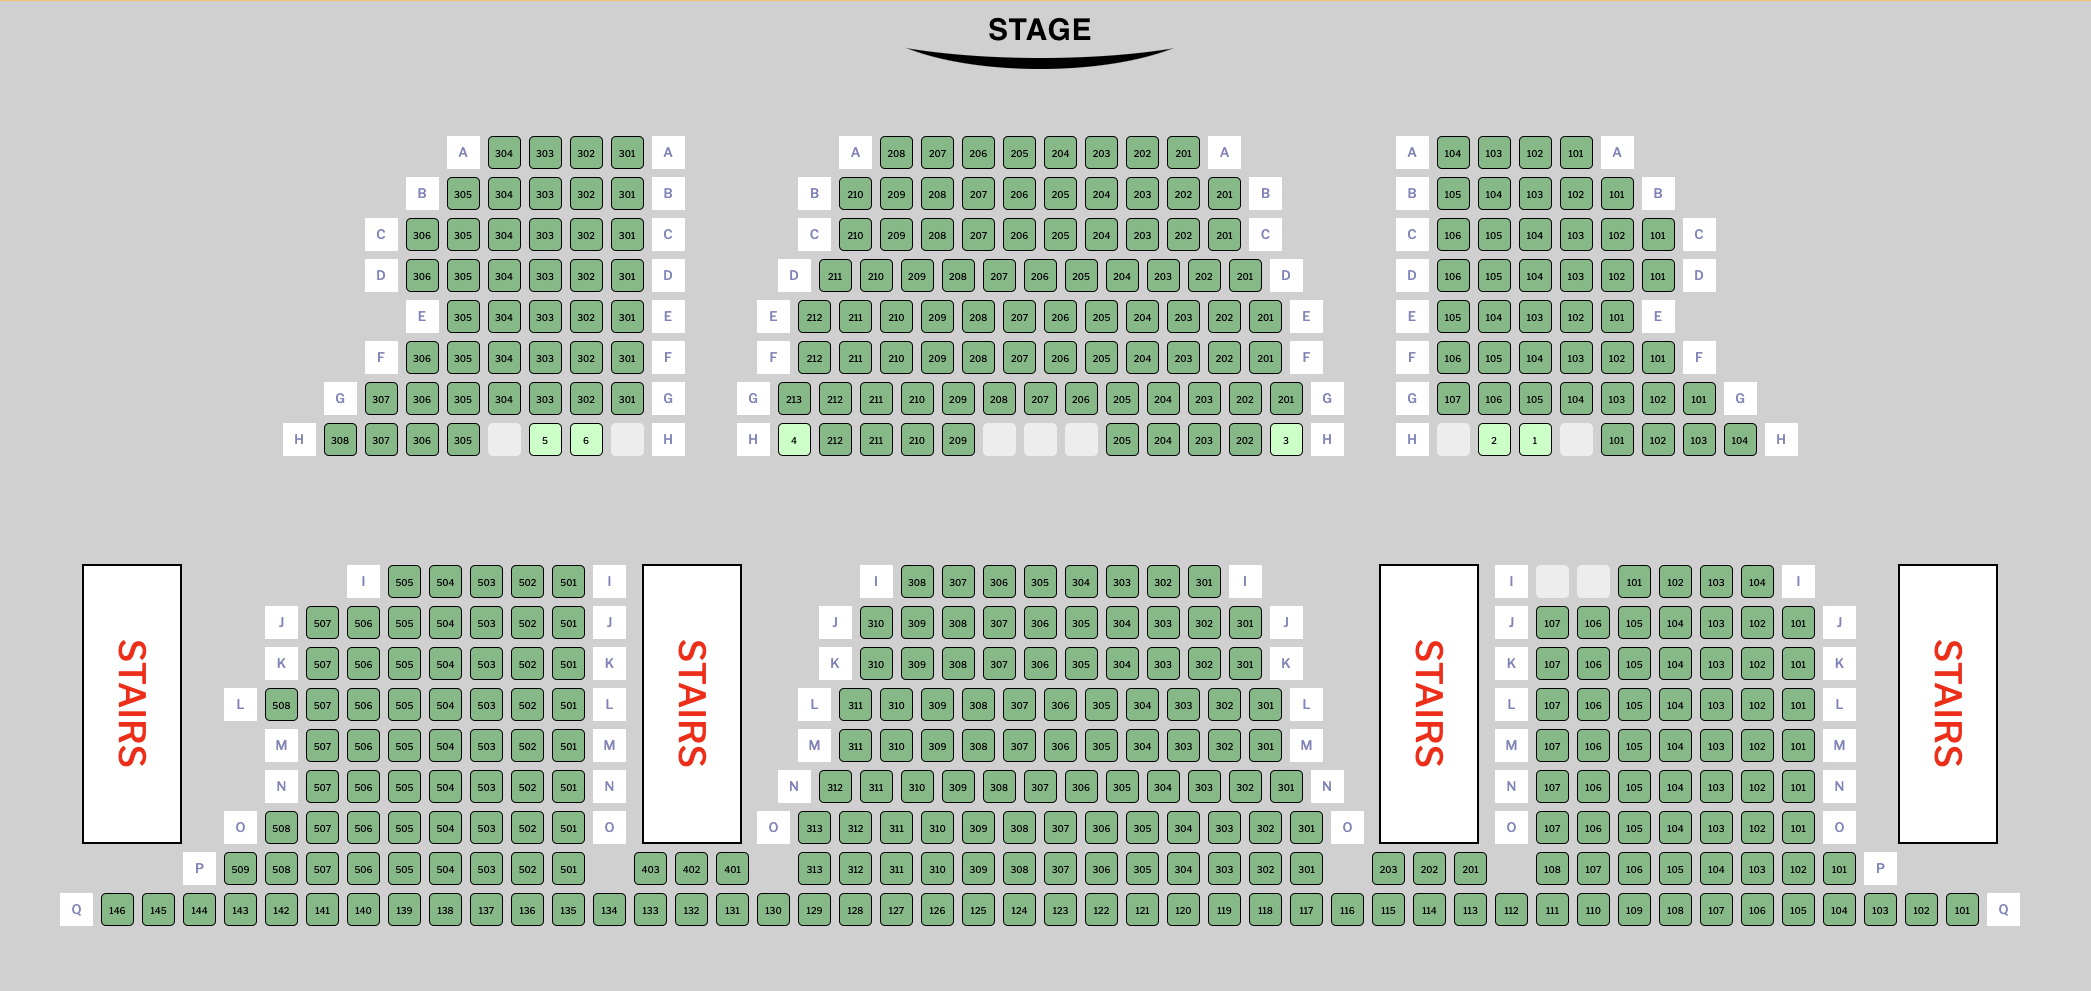 STAGE
A 304 303 302 301 A A 208 207 206 205 204 203 202 201 A A 104 103 102 101 A
B 305 304 303 302 301 B B 210 209 208 207 206 205 204 203 202 201 B B 105 104 103 102 101 B
C 306 305 304 303 302 301 C C 210 209 208 207 206 205 204 203 202 201 C C 106 105 104 103 102 101 C
D 306 305 304 303 302 301 D D 211 210 209 208 207 206 205 204 203 202 201 D D 106 105 104 103 102 101 D
E 305 304 303 302 301 E E 212 211 210 209 208 207 206 205 204 203 202 201 E E 105 104 103 102 101 E
F 306 305 304 303 302 301 F F 212 211 210 209 208 207 206 205 204 203 202 201 F F 106 105 104 103 102 101 F
G 307 306 305 304 303 302 301 G G 213 212 211 210 209 208 207 206 205 204 203 202 201 G G 107 106 105 104 103 102 101 G
H 308 307 306 305 5 6 H H 4 212 211 210 209 205 204 203 202 3 H H 2 1 101 102 103 104 H
I 505 504 503 502 501 I I 308 307 306 305 304 303 302 301 I I 101 102 103 104 I
J 507 506 505 504 503 502 501 J J 310 309 308 307 306 305 304 303 302 301 J J 107 106 105 104 103 102 101 J
K 507 506 505 504 503 502 501 K K 310 309 308 307 306 305 304 303 302 301 K K 107 106 105 104 103 102 101 K
STAIRS L 508 507 506 505 504 503 502 501 L STAIRS L 311 310 309 308 307 306 305 304 303 302 301 L STAIRS L 107 106 105 104 103 102 101 L STAIRS
M 507 506 505 504 503 502 501 M M 311 310 309 308 307 306 305 304 303 302 301 M M 107 106 105 104 103 102 101 M
N 507 506 505 504 503 502 501 N N 312 311 310 309 308 307 306 305 304 303 302 301 N N 107 106 105 104 103 102 101 N
O 508 507 506 505 504 503 502 501 O O 313 312 311 310 309 308 307 306 305 304 303 302 301 O O 107 106 105 104 103 102 101 O
P 509 508 507 506 505 504 503 502 501 403 402 401 313 312 311 310 309 308 307 306 305 304 303 302 301 203 202 201 108 107 106 105 104 103 102 101 P
Q 146 145 144 143 142 141 140 139 138 137 136 135 134 133 132 131 130 129 128 127 126 125 124 123 122 121 120 119 118 117 116 115 114 113 112 111 110 109 108 107 106 105 104 103 102 101 Q